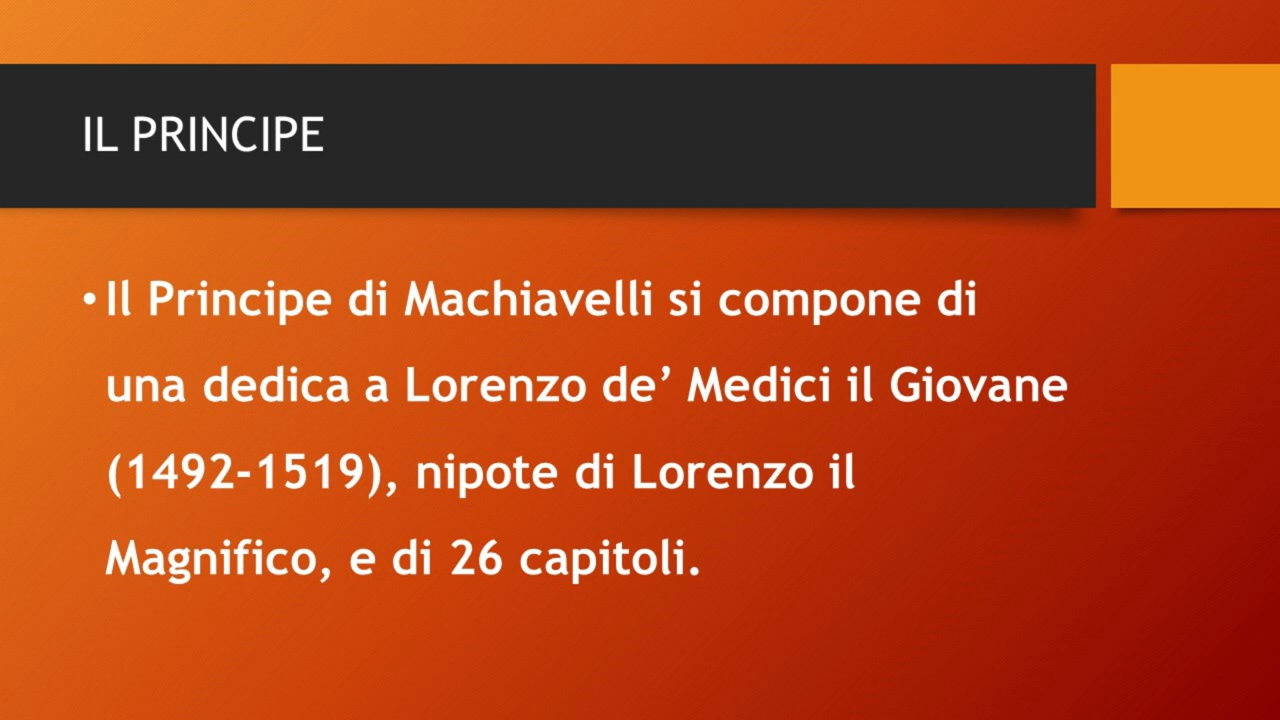 IL PRINCIPE
•Il Principe di Machiavelli si compone di
una dedica a Lorenzo de’ Medici il Giovane
(1492-1519), nipote di Lorenzo il
Magnifico, e di 26 capitoli.